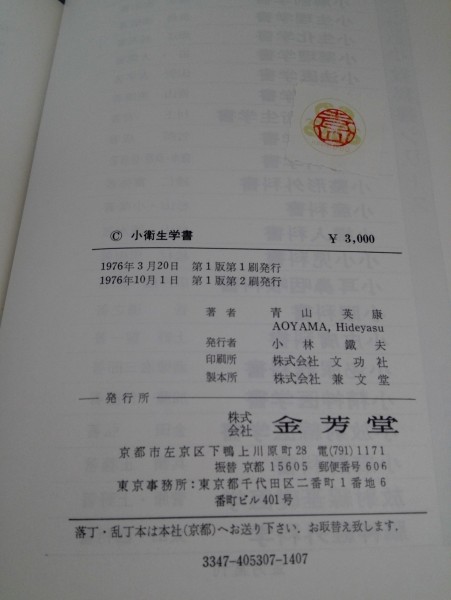 © 小衛生学書 ¥ 3,000
1976年3月20日 第1版第1刷発行
1976年10月1日 第1版第2刷発行
著者 青山英康
AOYAMA, Hideyasu
発行者 小林鐵夫
印刷所 株式会社 文功社
製本所 株式会社 兼文堂
発行所
株式会社 金芳堂
京都市左京区下鴨上川原町28 電(791)1171
振替 京都 15605 郵便番号 606
東京事務所：東京都千代田区二番町1番地6
番町ビル401号
落丁・乱丁本は本社(京都)へお送り下さい．お取替え致します．
3347-405307-1407